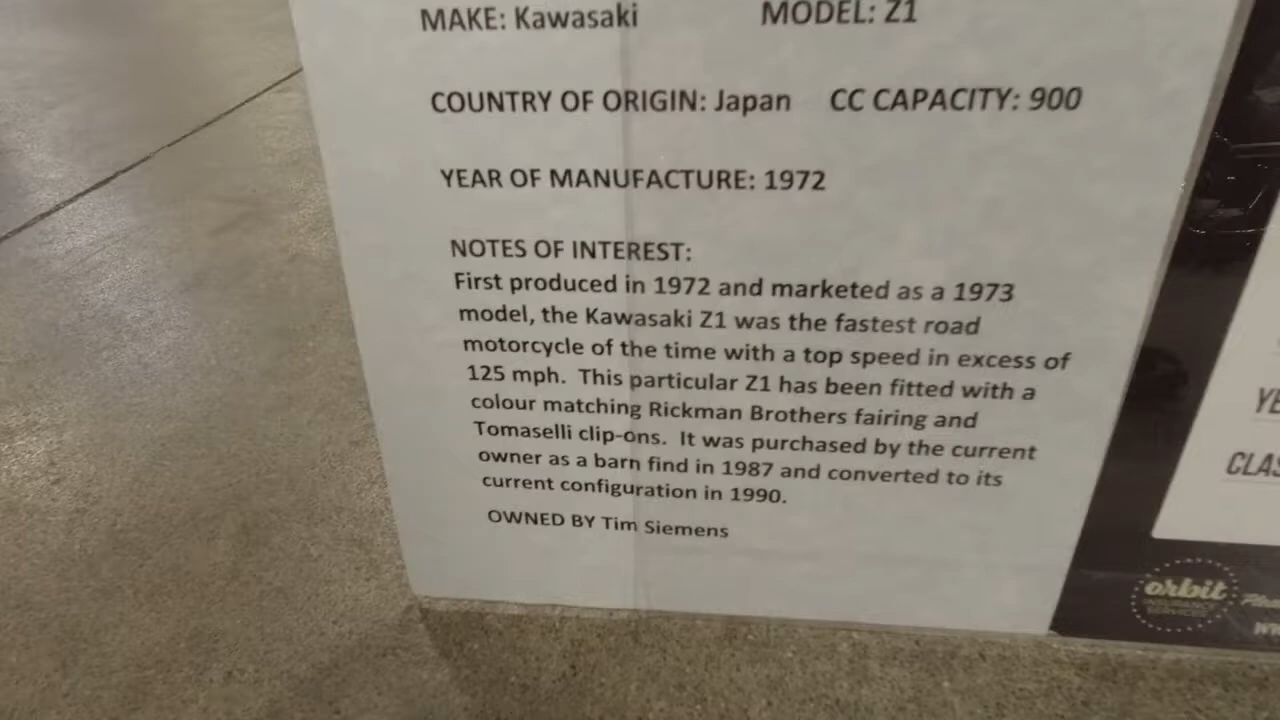 MAKE: Kawasaki MODEL: Z1
COUNTRY OF ORIGIN: Japan CC CAPACITY: 900
YEAR OF MANUFACTURE: 1972
NOTES OF INTEREST:
First produced in 1972 and marketed as a 1973
model, the Kawasaki Z1 was the fastest road
motorcycle of the time with a top speed in excess of
125 mph. This particular Z1 has been fitted with a
colour matching Rickman Brothers fairing and
Tomaselli clip-ons. It was purchased by the current
owner as a barn find in 1987 and converted to its
current configuration in 1990.
OWNED BY Tim Siemens
YE
CLAS
orbit